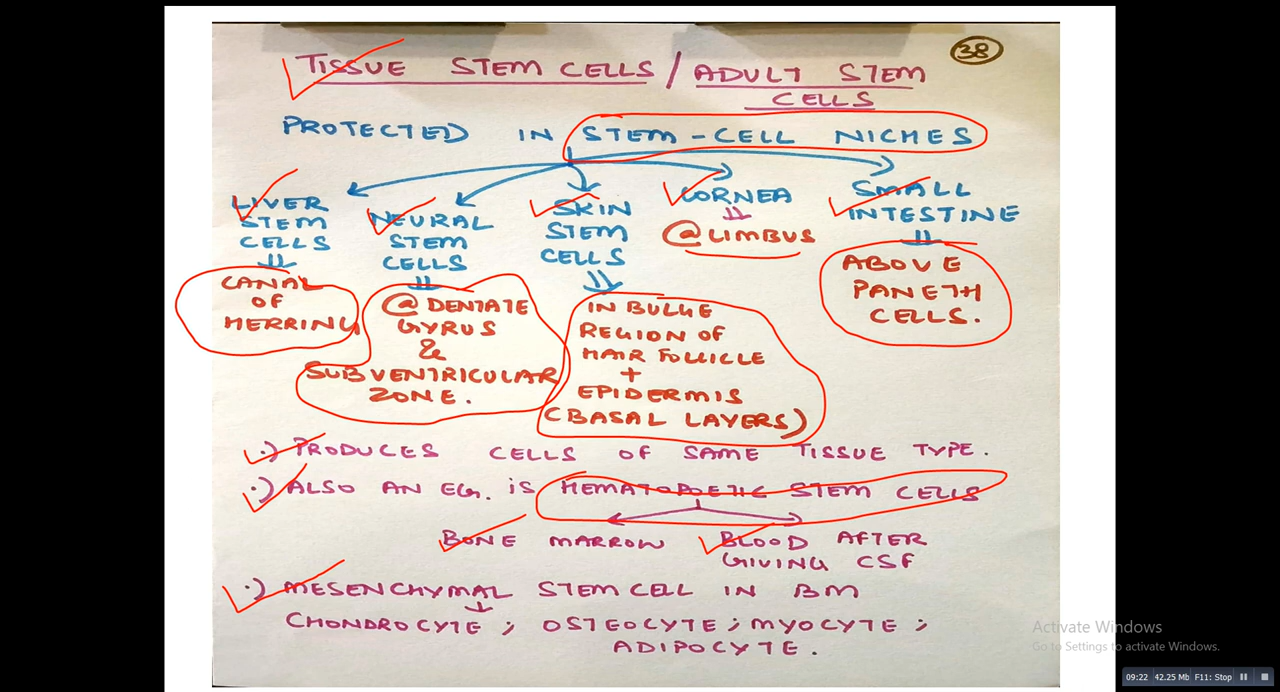 38
TISSUE STEM CELLS / ADULT STEM
CELLS
PROTECTED IN STEM-CELL NICHES
LIVER
STEM
CELLS
CANAL
OF
HERRING
NEURAL
STEM
CELLS
@ DENTATE
GYRUS
&
SUBVENTRICULAR
ZONE.
SKIN
STEM
CELLS
IN BULGE
REGION OF
HAIR FOLLICLE
+
EPIDERMIS
(BASAL LAYERS)
CORNEA
@ LIMBUS
SMALL
INTESTINE
ABOVE
PANETH
CELLS.
·) PRODUCES CELLS OF SAME TISSUE TYPE.
·) ALSO AN EG. IS HEMATOPOETIC STEM CELLS
BONE MARROW
BLOOD AFTER
GIVING CSF
·) MESENCHYMAL STEM CELL IN BM
CHONDROCYTE ; OSTEOCYTE ; MYOCYTE ;
ADIPOCYTE.
Activate Windows
Go to Settings to activate Windows.
09:22 42.25 Mb F11: Stop